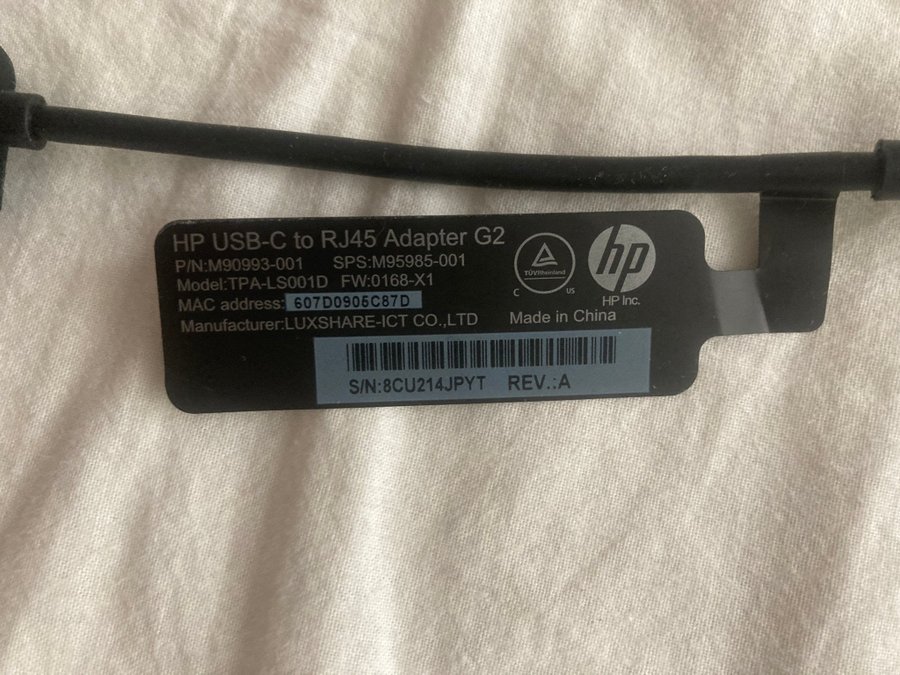 HP USB-C to RJ45 Adapter G2
P/N:M90993-001 SPS:M95985-001
Model:TPA-LS001D FW:0168-X1
MAC address: 607D0905C87D
Manufacturer:LUXSHARE-ICT CO.,LTD Made in China
TÜVRheinland
C US
hp
HP Inc.
S/N:8CU214JPYT REV.:A